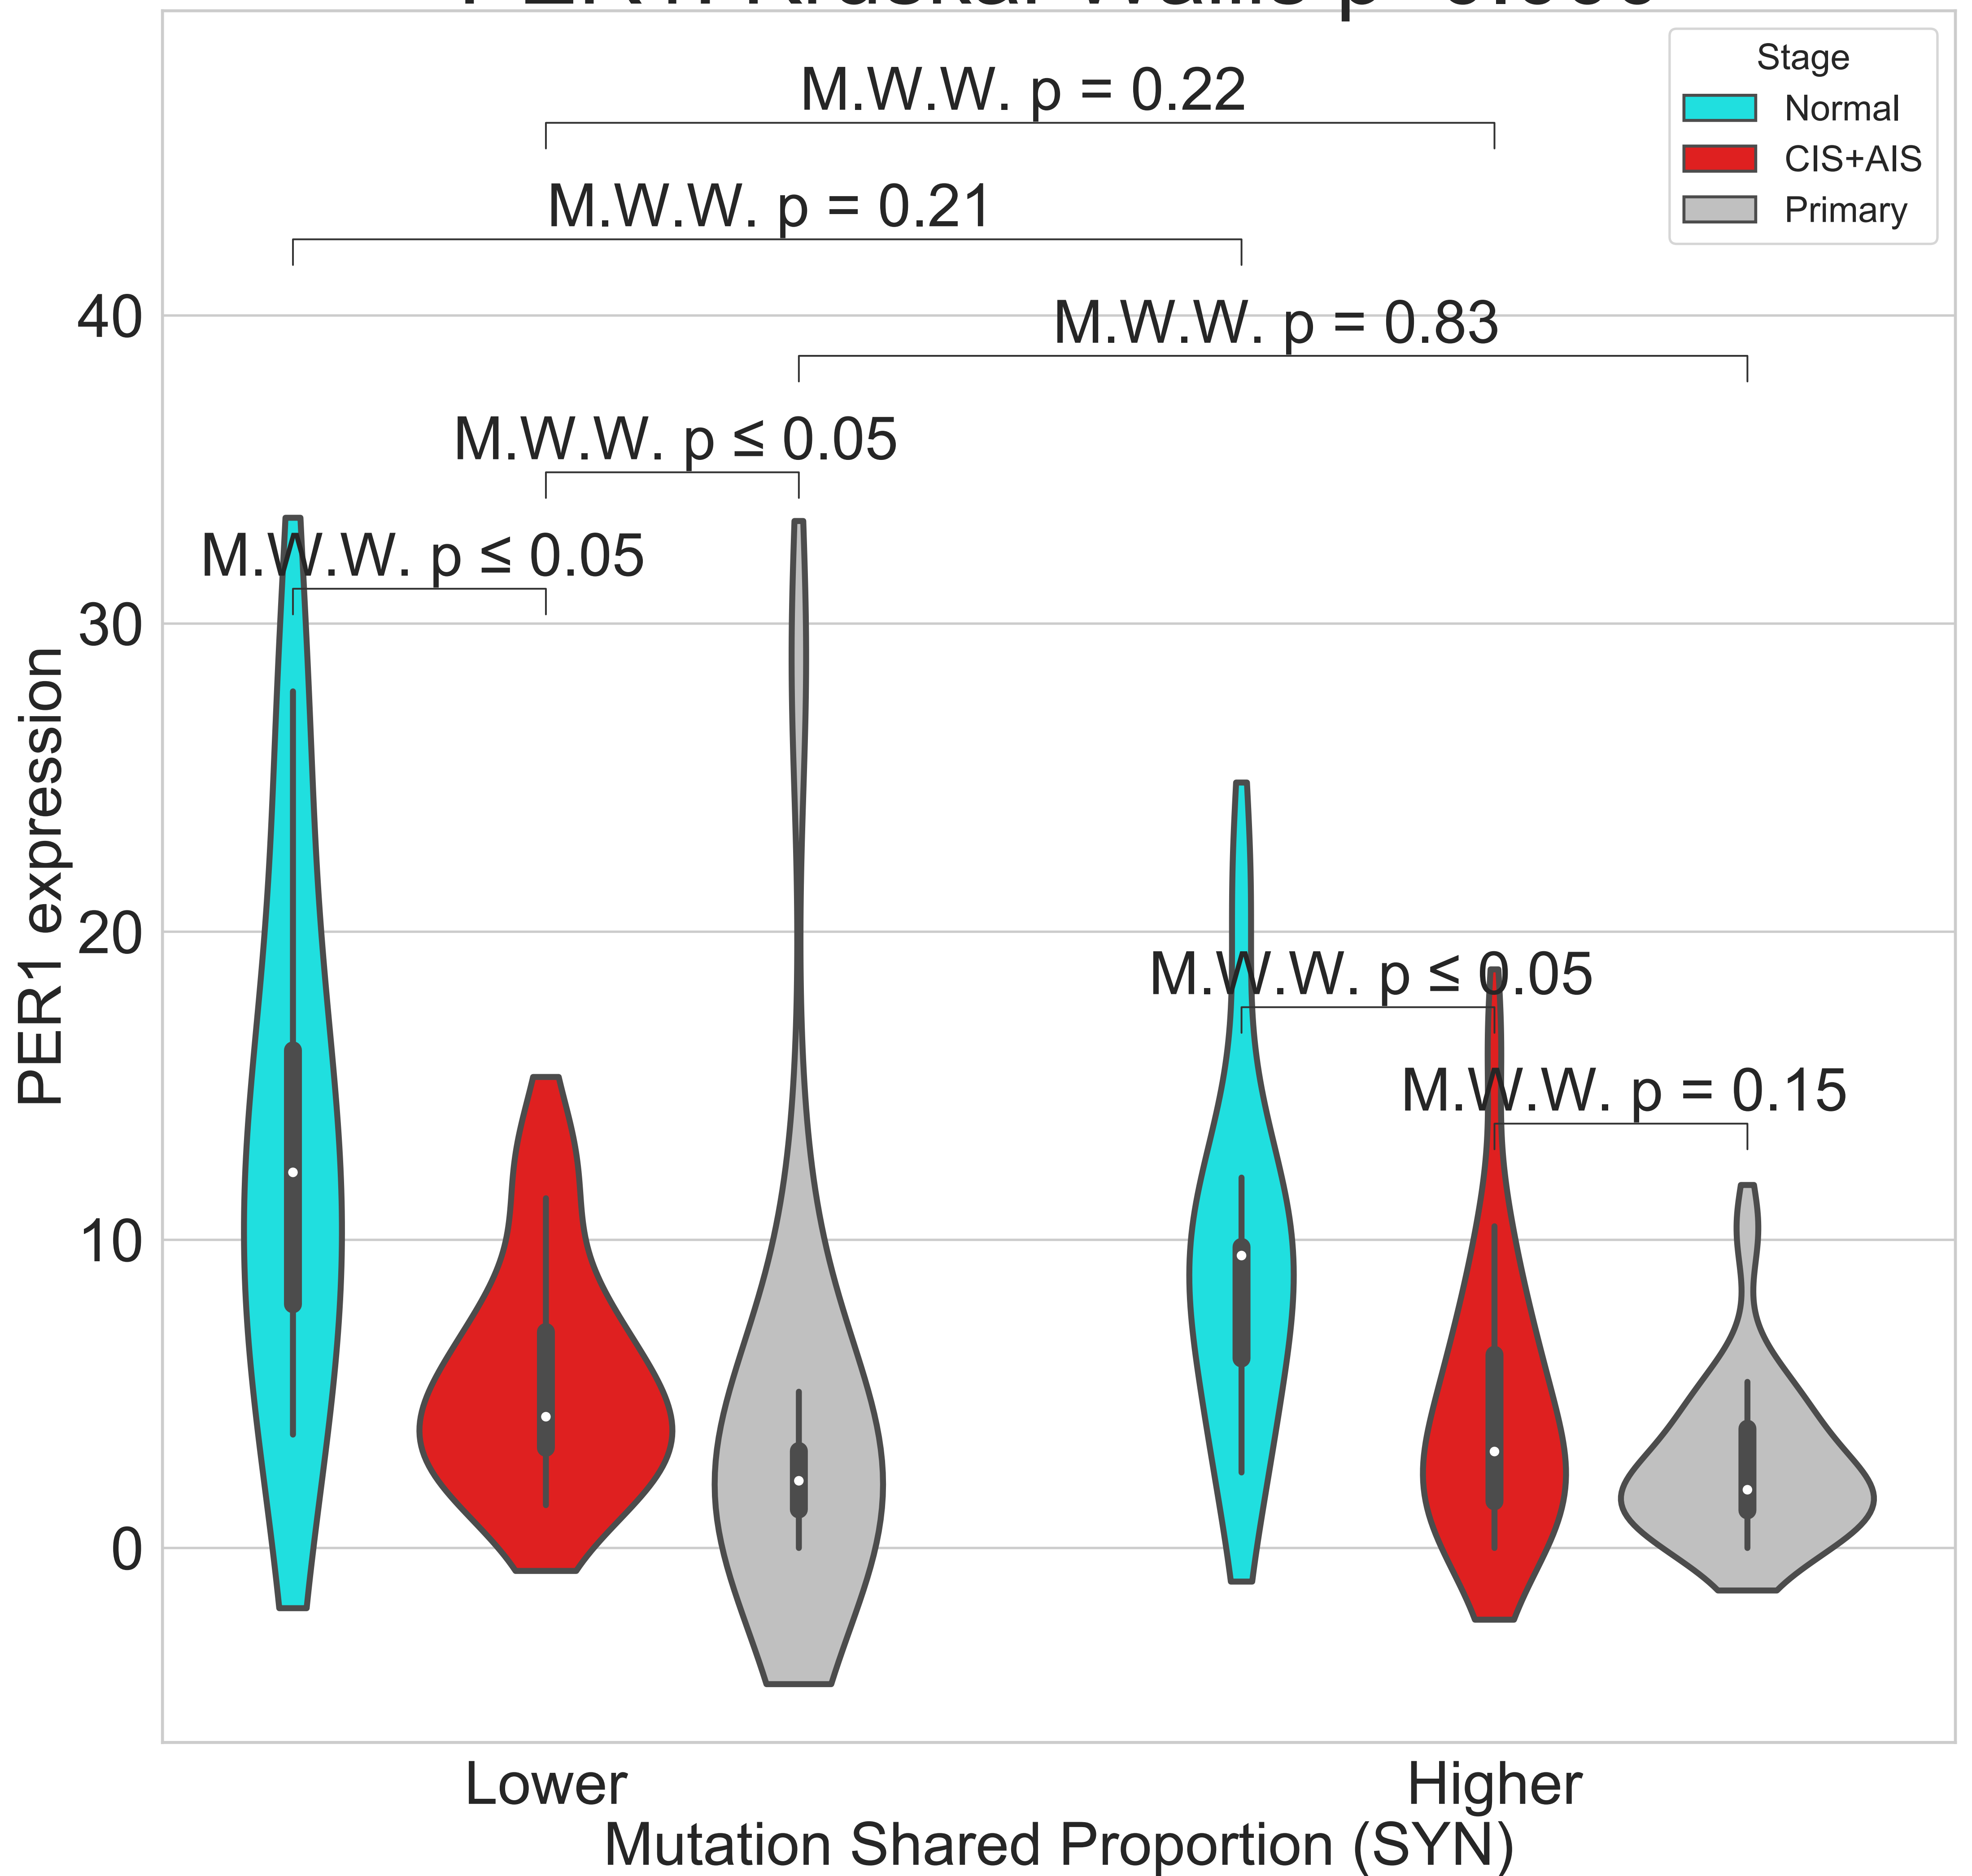 Stage
Normal
CIS+AIS
Primary
M.W.W. p = 0.22
M.W.W. p = 0.21
M.W.W. p = 0.83
M.W.W. p ≤ 0.05
M.W.W. p ≤ 0.05
M.W.W. p ≤ 0.05
M.W.W. p = 0.15
40
30
20
10
0
PER1 expression
Lower
Higher
Mutation Shared Proportion (SYN)